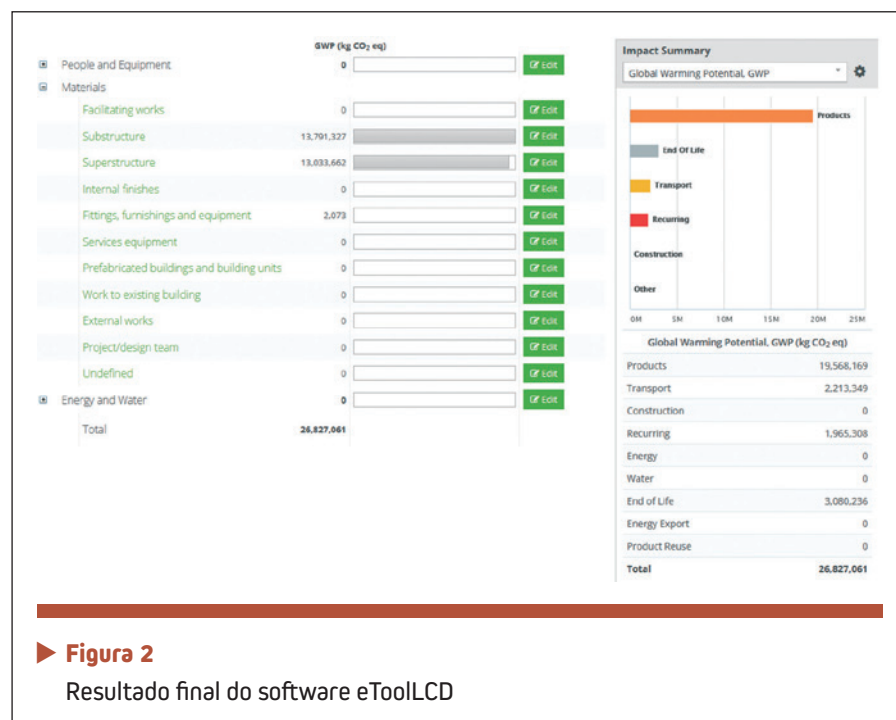 GWP (kg CO₂ eq)
People and Equipment 0 Edit
Materials
Facilitating works 0 Edit
Substructure 13,791,327 Edit
Superstructure 13,033,662 Edit
Internal finishes 0 Edit
Fittings, furnishings and equipment 2,073 Edit
Services equipment 0 Edit
Prefabricated buildings and building units 0 Edit
Work to existing building 0 Edit
External works 0 Edit
Project/design team 0 Edit
Undefined 0 Edit
Energy and Water 0 Edit
Total 26,827,061
Impact Summary
Global Warming Potential, GWP
Products
End Of Life
Transport
Recurring
Construction
Other
0M 5M 10M 15M 20M 25M
Global Warming Potential, GWP (kg CO₂ eq)
Products 19,568,169
Transport 2,213,349
Construction 0
Recurring 1,965,308
Energy 0
Water 0
End of Life 3,080,236
Energy Export 0
Product Reuse 0
Total 26,827,061
Figura 2
Resultado final do software eToolLCD